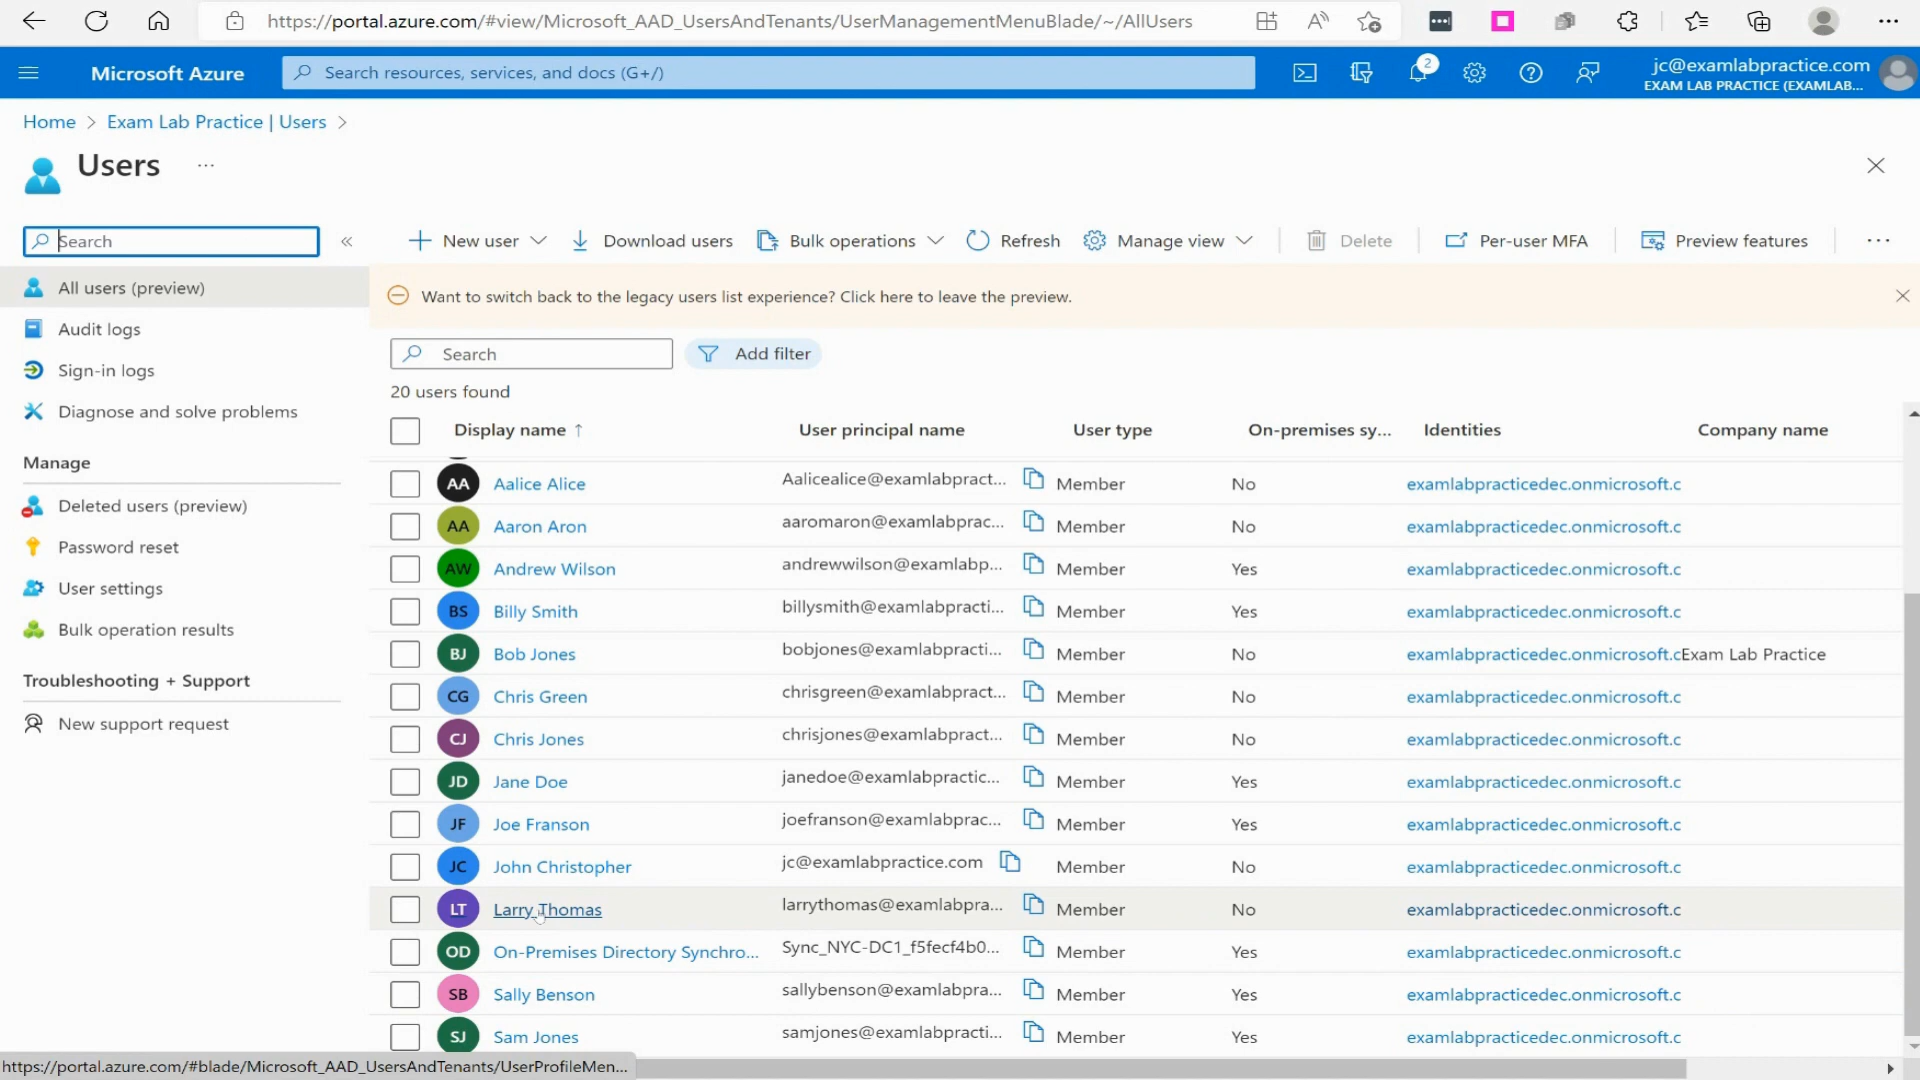 https://portal.azure.com/#view/Microsoft_AAD_UsersAndTenants/UserManagementMenuBlade/~/AllUsers
Microsoft Azure
Search resources, services, and docs (G+/)
2
jc@examlabpractice.com
EXAM LAB PRACTICE (EXAMLAB...
Home > Exam Lab Practice | Users >
Users ...
Search «
New user
Download users
Bulk operations
Refresh
Manage view
Delete
Per-user MFA
Preview features
...
All users (preview)
Audit logs
Sign-in logs
Diagnose and solve problems
Manage
Deleted users (preview)
Password reset
User settings
Bulk operation results
Troubleshooting + Support
New support request
Want to switch back to the legacy users list experience? Click here to leave the preview.
Search
Add filter
20 users found
Display name ↑ User principal name User type On-premises sy... Identities Company name
AA Aalice Alice Aalicealice@examlabpract... Member No examlabpracticedec.onmicrosoft.c
AA Aaron Aron aaromaron@examlabprac... Member No examlabpracticedec.onmicrosoft.c
AW Andrew Wilson andrewwilson@examlabp... Member Yes examlabpracticedec.onmicrosoft.c
BS Billy Smith billysmith@examlabpracti... Member Yes examlabpracticedec.onmicrosoft.c
BJ Bob Jones bobjones@examlabpracti... Member No examlabpracticedec.onmicrosoft.c Exam Lab Practice
CG Chris Green chrisgreen@examlabpract... Member No examlabpracticedec.onmicrosoft.c
CJ Chris Jones chrisjones@examlabpract... Member No examlabpracticedec.onmicrosoft.c
JD Jane Doe janedoe@examlabpractic... Member Yes examlabpracticedec.onmicrosoft.c
JF Joe Franson joefranson@examlabprac... Member Yes examlabpracticedec.onmicrosoft.c
JC John Christopher jc@examlabpractice.com Member No examlabpracticedec.onmicrosoft.c
LT Larry Thomas larrythomas@examlabpra... Member No examlabpracticedec.onmicrosoft.c
OD On-Premises Directory Synchro... Sync_NYC-DC1_f5fecf4b0... Member Yes examlabpracticedec.onmicrosoft.c
SB Sally Benson sallybenson@examlabpra... Member Yes examlabpracticedec.onmicrosoft.c
SJ Sam Jones samjones@examlabpracti... Member Yes examlabpracticedec.onmicrosoft.c
https://portal.azure.com/#blade/Microsoft_AAD_UsersAndTenants/UserProfileMen...